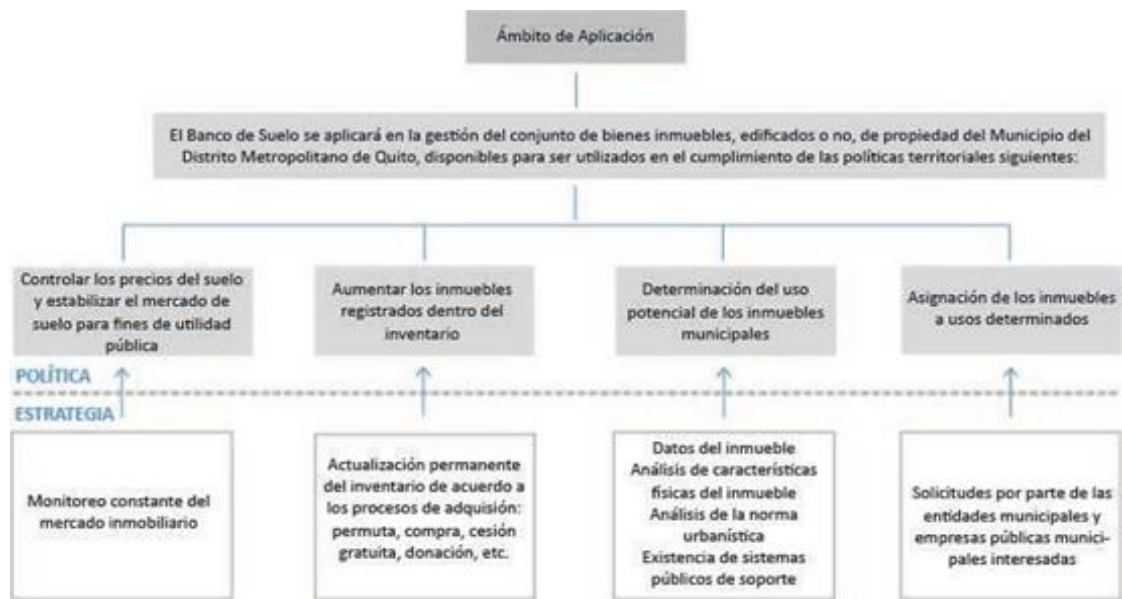 Ámbito de Aplicación
El Banco de Suelo se aplicará en la gestión del conjunto de bienes inmuebles, edificados o no, de propiedad del Municipio del
Distrito Metropolitano de Quito, disponibles para ser utilizados en el cumplimiento de las políticas territoriales siguientes:
Controlar los precios del suelo
y estabilizar el mercado de
suelo para fines de utilidad
pública
Aumentar los inmuebles
registrados dentro del
inventario
Determinación del uso
potencial de los inmuebles
municipales
Asignación de los inmuebles
a usos determinados
POLÍTICA
ESTRATEGIA
Monitoreo constante del
mercado inmobiliario
Actualización permanente
del inventario de acuerdo a
los procesos de adquisión:
permuta, compra, cesión
gratuita, donación, etc.
Datos del inmueble
Análisis de características
físicas del inmueble
Análisis de la norma
urbanística
Existencia de sistemas
públicos de soporte
Solicitudes por parte de las
entidades municipales y
empresas públicas munici-
pales interesadas